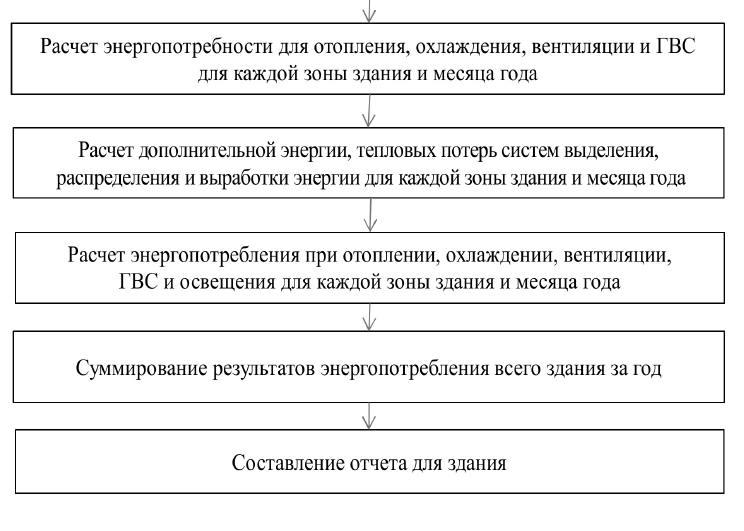 Расчет энергопотребности для отопления, охлаждения, вентиляции и ГВС
для каждой зоны здания и месяца года
Расчет дополнительной энергии, тепловых потерь систем выделения,
распределения и выработки энергии для каждой зоны здания и месяца года
Расчет энергопотребления при отоплении, охлаждении, вентиляции,
ГВС и освещения для каждой зоны здания и месяца года
Суммирование результатов энергопотребления всего здания за год
Составление отчета для здания